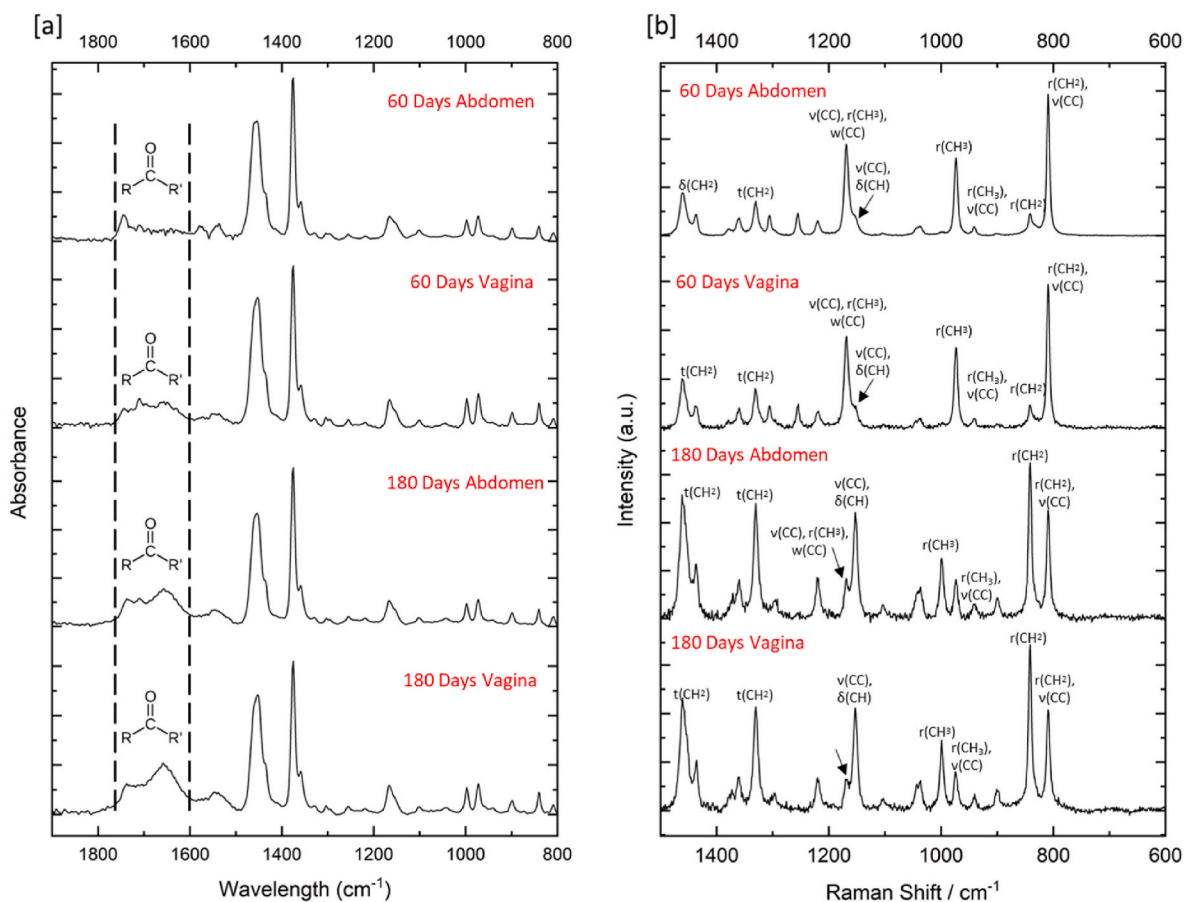 [a]
1800 1600 1400 1200 1000 800
60 Days Abdomen
O
R C R'
60 Days Vagina
O
R C R'
180 Days Abdomen
O
R C R'
180 Days Vagina
O
R C R'
Absorbance
1800 1600 1400 1200 1000 800
Wavelength (cm⁻¹)
[b]
1400 1200 1000 800 600
60 Days Abdomen
r(CH²),
ν(CC)
ν(CC), r(CH³),
w(CC)
r(CH³)
ν(CC),
δ(CH)
δ(CH²)
t(CH²)
r(CH₃),
ν(CC)
r(CH²)
60 Days Vagina
r(CH²),
ν(CC)
ν(CC), r(CH³),
w(CC)
r(CH³)
ν(CC),
δ(CH)
t(CH²)
t(CH²)
r(CH₃),
ν(CC)
r(CH²)
180 Days Abdomen
r(CH²)
ν(CC),
δ(CH)
r(CH²),
ν(CC)
t(CH²)
t(CH²)
ν(CC), r(CH³),
w(CC)
r(CH³)
r(CH₃),
ν(CC)
180 Days Vagina
r(CH²)
ν(CC),
δ(CH)
r(CH²),
ν(CC)
t(CH²)
t(CH²)
r(CH³)
r(CH₃),
ν(CC)
Intensity (a.u.)
1400 1200 1000 800 600
Raman Shift / cm⁻¹